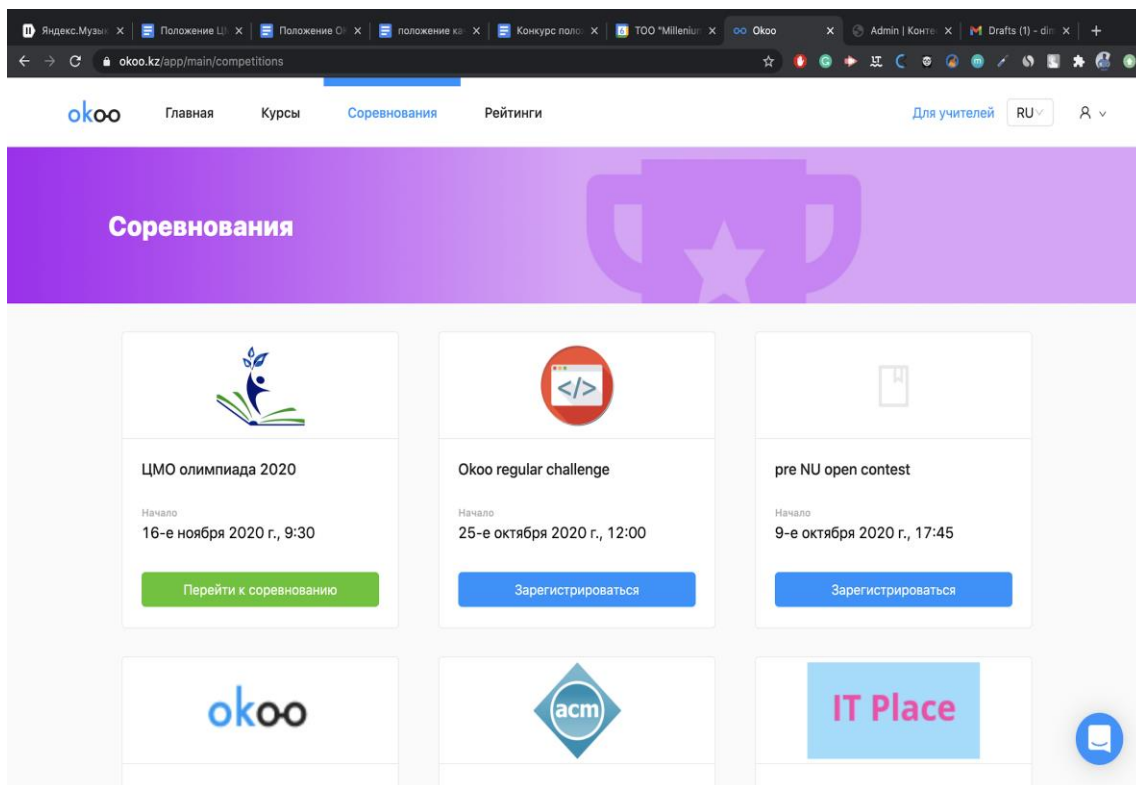 Яндекс.Музык
Положение ЦМ
Положение О
положение ка
Конкурс поло
ТОО "Millenium
Okoo
Admin | Конте
Drafts (1) - din
okoo.kz/app/main/competitions
okoo
Главная
Курсы
Соревнования
Рейтинги
Для учителей
RU
Соревнования
</>
ЦМО олимпиада 2020
Okoo regular challenge
pre NU open contest
Начало
Начало
Начало
16-е ноября 2020 г., 9:30
25-е октября 2020 г., 12:00
9-е октября 2020 г., 17:45
Перейти к соревнованию
Зарегистрироваться
Зарегистрироваться
okoo
acm
IT Place